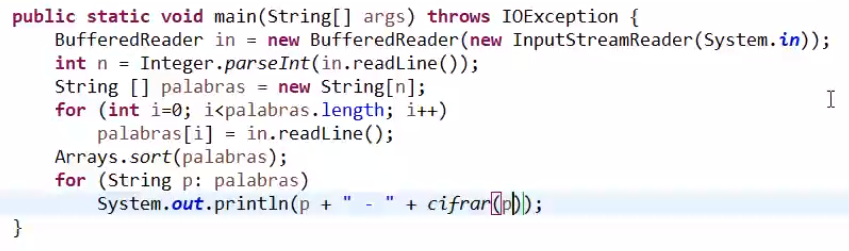 public static void main(String[] args) throws IOException {
    BufferedReader in = new BufferedReader(new InputStreamReader(System.in));
    int n = Integer.parseInt(in.readLine());
    String [] palabras = new String[n];
    for (int i=0; i<palabras.length; i++)
        palabras[i] = in.readLine();
    Arrays.sort(palabras);
    for (String p: palabras)
        System.out.println(p + " - " + cifrar(p));
}